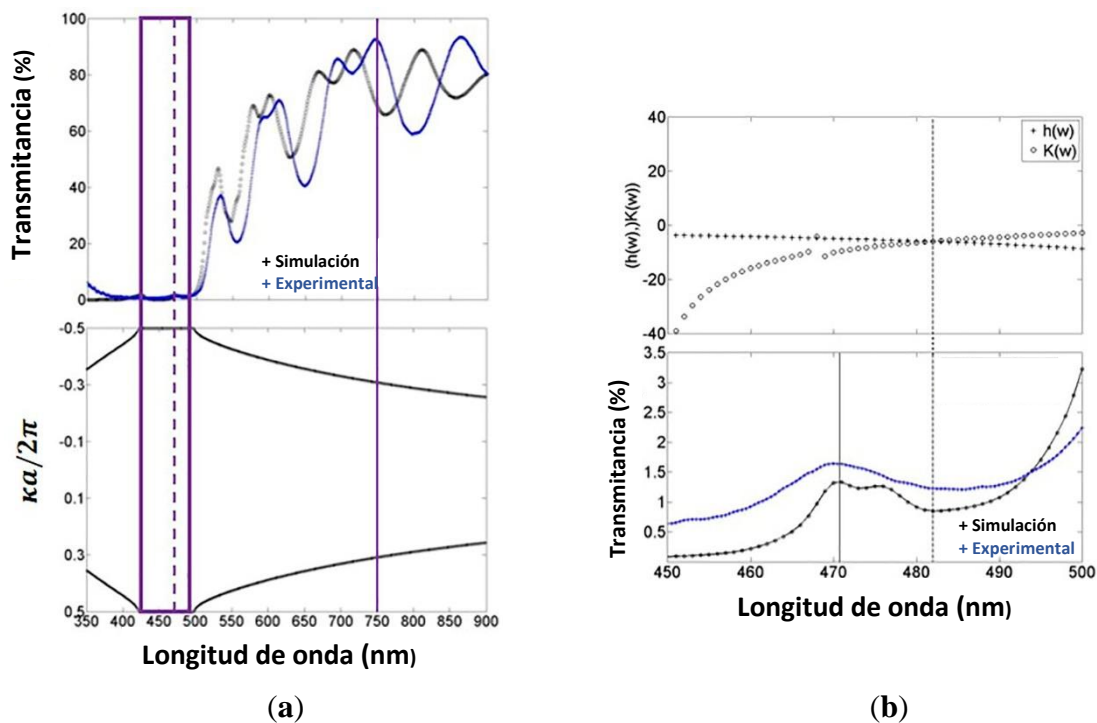 100
80
60
40
20
0
Transmitancia (%)
+ Simulación
+ Experimental
-0.5
-0.3
-0.1
0.1
0.3
0.5
κa/2π
350 400 450 500 550 600 650 700 750 800 850 900
Longitud de onda (nm)
(a)
40
20
0
-20
-40
(h(w),)K(w))
+ h(w)
o K(w)
3.5
3
2.5
2
1.5
1
0.5
Transmitancia (%)
+ Simulación
+ Experimental
450 460 470 480 490 500
Longitud de onda (nm)
(b)